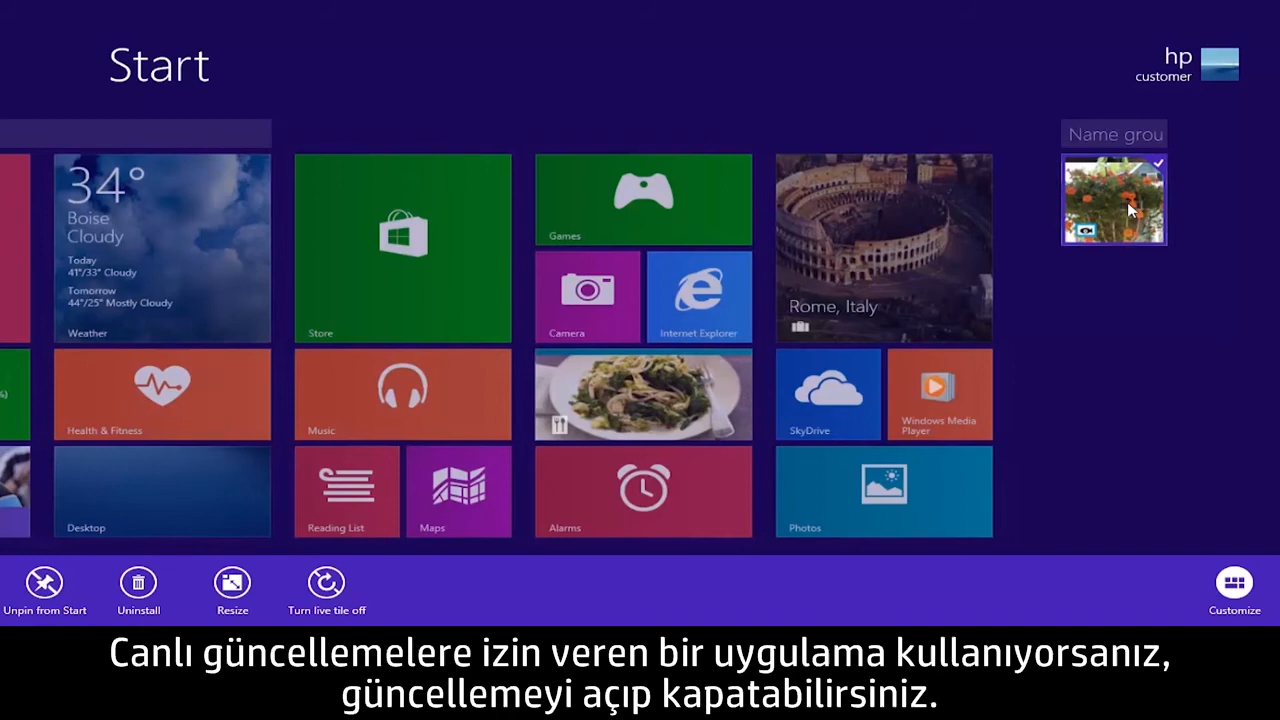 Start
hp
customer
Name grou
34°
Boise
Cloudy
Today
41°/33° Cloudy
Tomorrow
44°/25° Mostly Cloudy
Weather
Store
Games
Camera
Internet Explorer
Rome, Italy
%)
Health & Fitness
Music
SkyDrive
Windows Media
Player
Desktop
Reading List
Maps
Alarms
Photos
Unpin from Start
Uninstall
Resize
Turn live tile off
Customize
Canlı güncellemelere izin veren bir uygulama kullanıyorsanız,
güncellemeyi açıp kapatabilirsiniz.